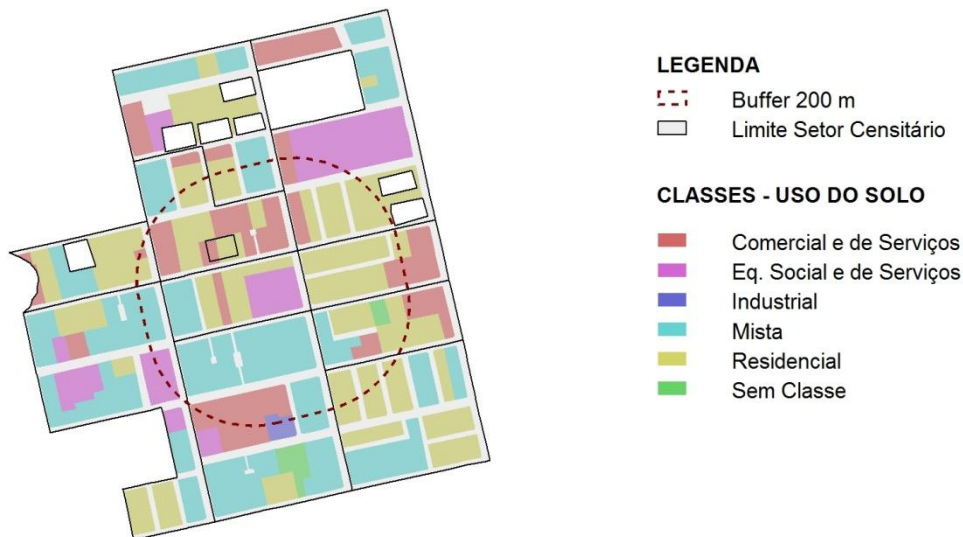 LEGENDA
Buffer 200 m
Limite Setor Censitário
CLASSES - USO DO SOLO
Comercial e de Serviços
Eq. Social e de Serviços
Industrial
Mista
Residencial
Sem Classe